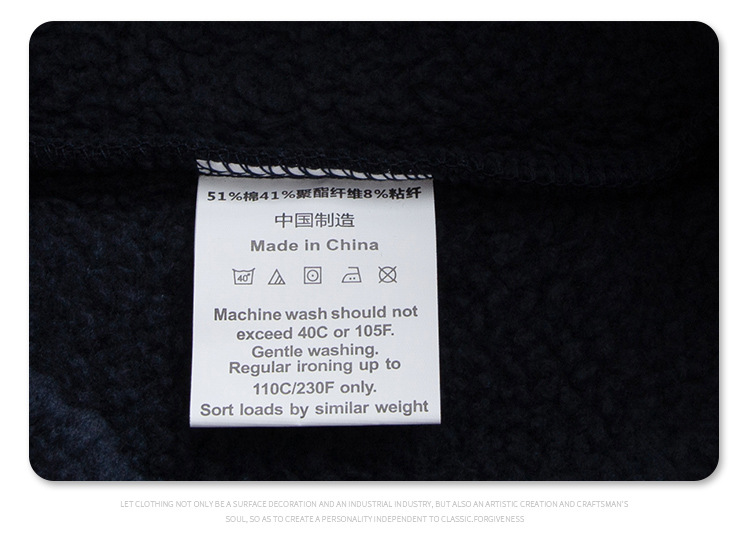 51%棉41%聚酯纤维8%粘纤
中国制造
Made in China
40°
Machine wash should not
exceed 40C or 105F.
Gentle washing.
Regular ironing up to
110C/230F only.
Sort loads by similar weight
LET CLOTHING NOT ONLY BE A SURFACE DECORATION AND AN INDUSTRIAL INDUSTRY, BUT ALSO AN ARTISTIC CREATION AND CRAFTSMAN'S
SOUL, SO AS TO CREATE A PERSONALITY INDEPENDENT TO CLASSIC.FORGIVENESS